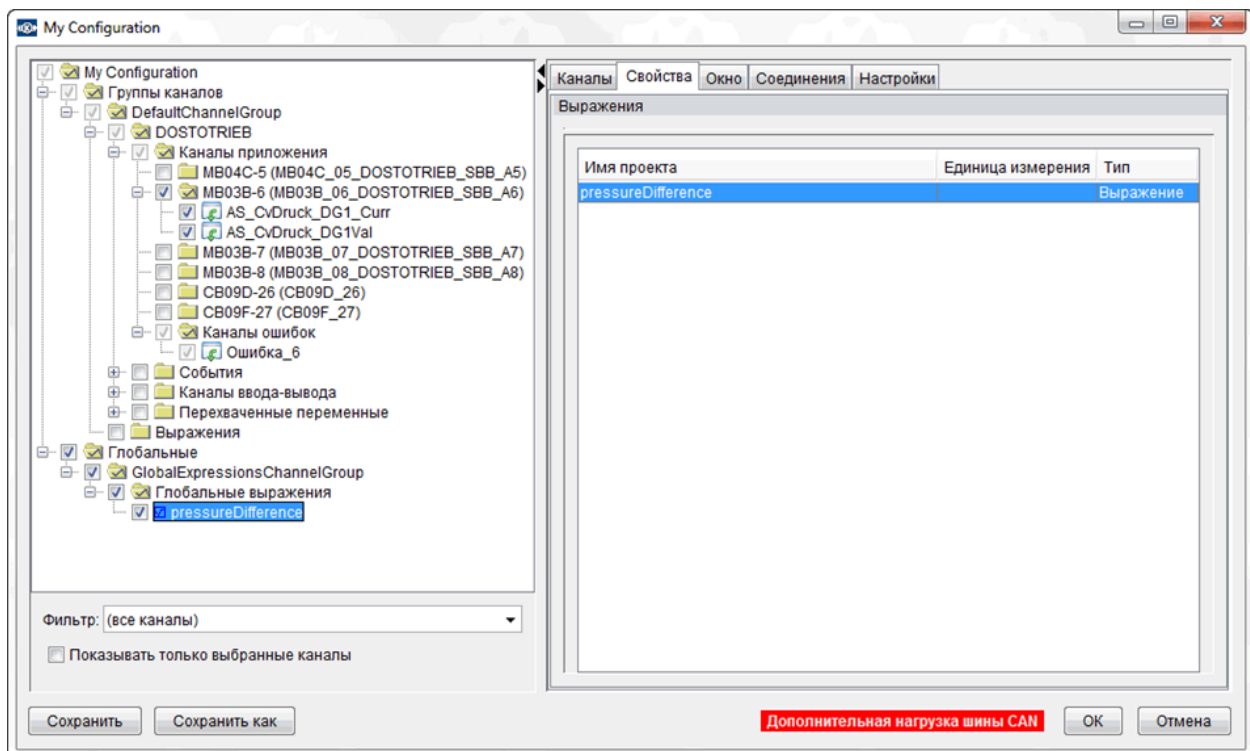 My Configuration
My Configuration
Группы каналов
DefaultChannelGroup
DOSTOTRIEB
Каналы приложения
MB04C-5 (MB04C_05_DOSTOTRIEB_SBB_A5)
MB03B-6 (MB03B_06_DOSTOTRIEB_SBB_A6)
AS_CvDruck_DG1_Curr
AS_CvDruck_DG1Val
MB03B-7 (MB03B_07_DOSTOTRIEB_SBB_A7)
MB03B-8 (MB03B_08_DOSTOTRIEB_SBB_A8)
CB09D-26 (CB09D_26)
CB09F-27 (CB09F_27)
Каналы ошибок
Ошибка_6
События
Каналы ввода-вывода
Перехваченные переменные
Выражения
Глобальные
GlobalExpressionsChannelGroup
Глобальные выражения
pressureDifference
Фильтр: (все каналы)
Показывать только выбранные каналы
Каналы Свойства Окно Соединения Настройки
Выражения
Имя проекта Единица измерения Тип
pressureDifference Выражение
Сохранить Сохранить как Дополнительная нагрузка шины CAN ОК Отмена